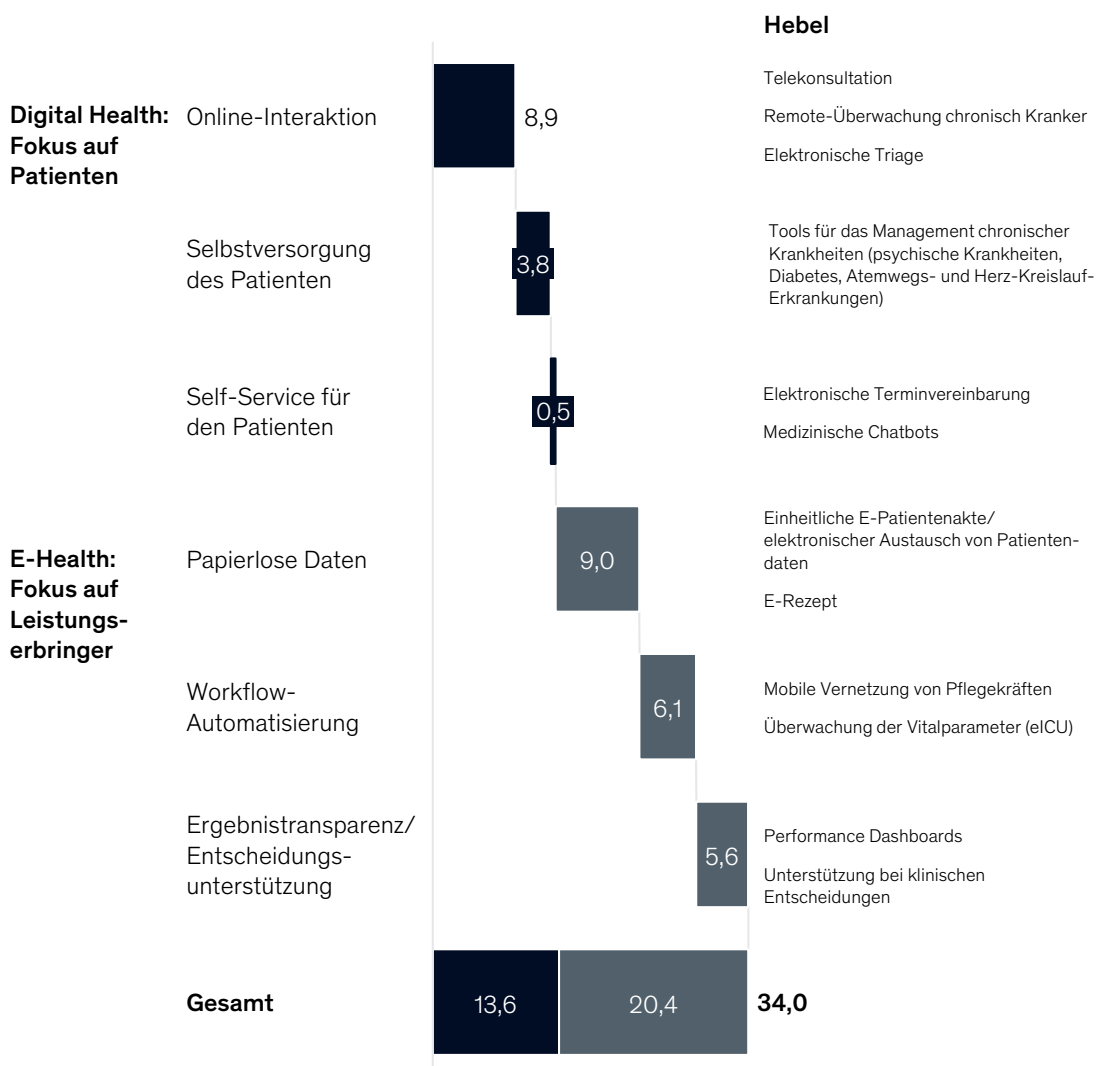 Hebel
Digital Health:
Fokus auf
Patienten
Online-Interaktion
8,9
Telekonsultation
Remote-Überwachung chronisch Kranker
Elektronische Triage
Selbstversorgung
des Patienten
3,8
Tools für das Management chronischer
Krankheiten (psychische Krankheiten,
Diabetes, Atemwegs- und Herz-Kreislauf-
Erkrankungen)
Self-Service für
den Patienten
0,5
Elektronische Terminvereinbarung
Medizinische Chatbots
E-Health:
Fokus auf
Leistungs-
erbringer
Papierlose Daten
9,0
Einheitliche E-Patientenakte/
elektronischer Austausch von Patienten-
daten
E-Rezept
Workflow-
Automatisierung
6,1
Mobile Vernetzung von Pflegekräften
Überwachung der Vitalparameter (eICU)
Ergebnistransparenz/
Entscheidungs-
unterstützung
5,6
Performance Dashboards
Unterstützung bei klinischen
Entscheidungen
Gesamt
13,6
20,4
34,0